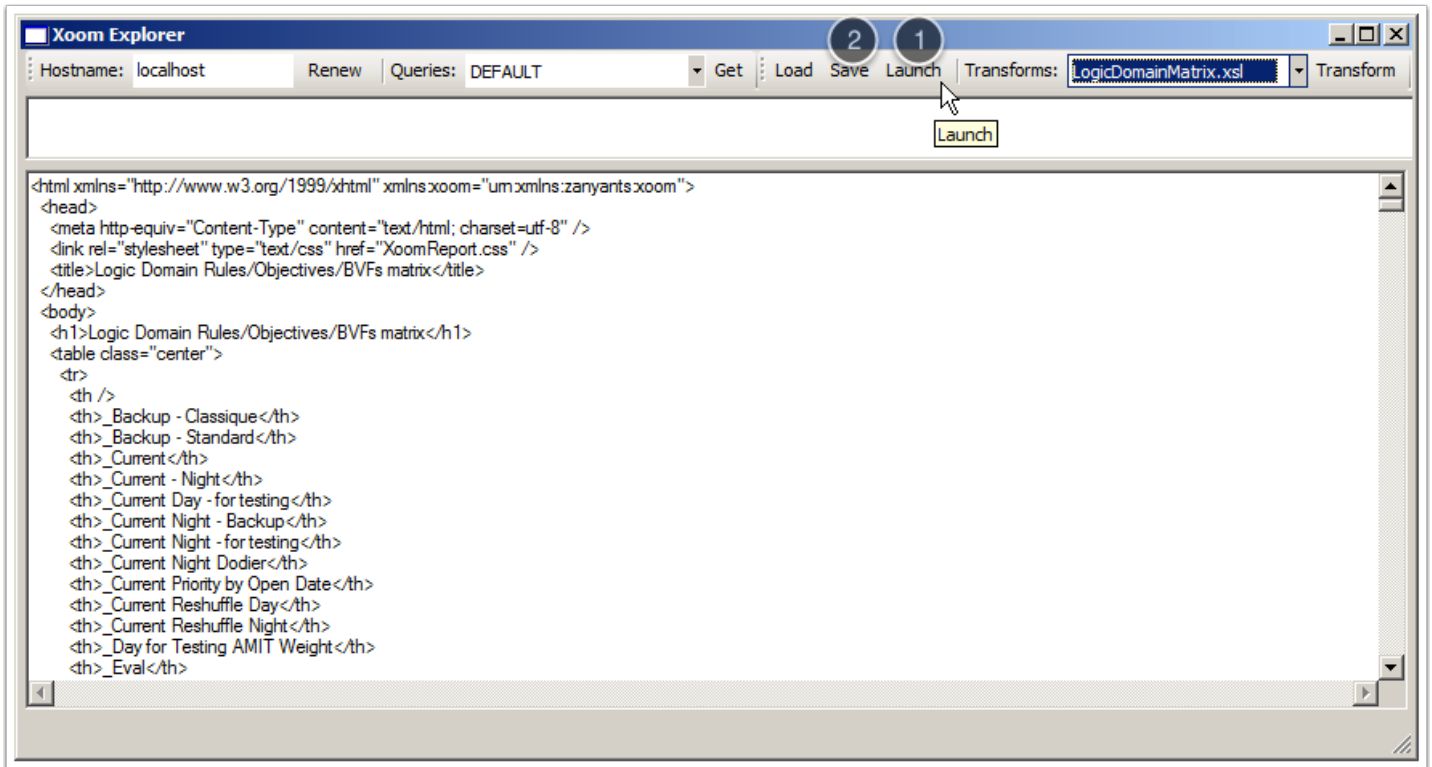 Xoom Explorer
2 1
Hostname: localhost Renew Queries: DEFAULT Get Load Save Launch Transforms: LogicDomainMatrix.xsl Transform
Launch
<html xmlns="http://www.w3.org/1999/xhtml" xmlns:xoom="urn:xmlns:zanyants:xoom">
<head>
<meta http-equiv="Content-Type" content="text/html; charset=utf-8" />
<link rel="stylesheet" type="text/css" href="XoomReport.css" />
<title>Logic Domain Rules/Objectives/BVFs matrix</title>
</head>
<body>
<h1>Logic Domain Rules/Objectives/BVFs matrix</h1>
<table class="center">
<tr>
<th />
<th>_Backup - Classique</th>
<th>_Backup - Standard</th>
<th>_Current</th>
<th>_Current - Night</th>
<th>_Current Day - for testing</th>
<th>_Current Night - Backup</th>
<th>_Current Night - for testing</th>
<th>_Current Night Dodier</th>
<th>_Current Priority by Open Date</th>
<th>_Current Reshuffle Day</th>
<th>_Current Reshuffle Night</th>
<th>_Day for Testing AMIT Weight</th>
<th>_Eval</th>